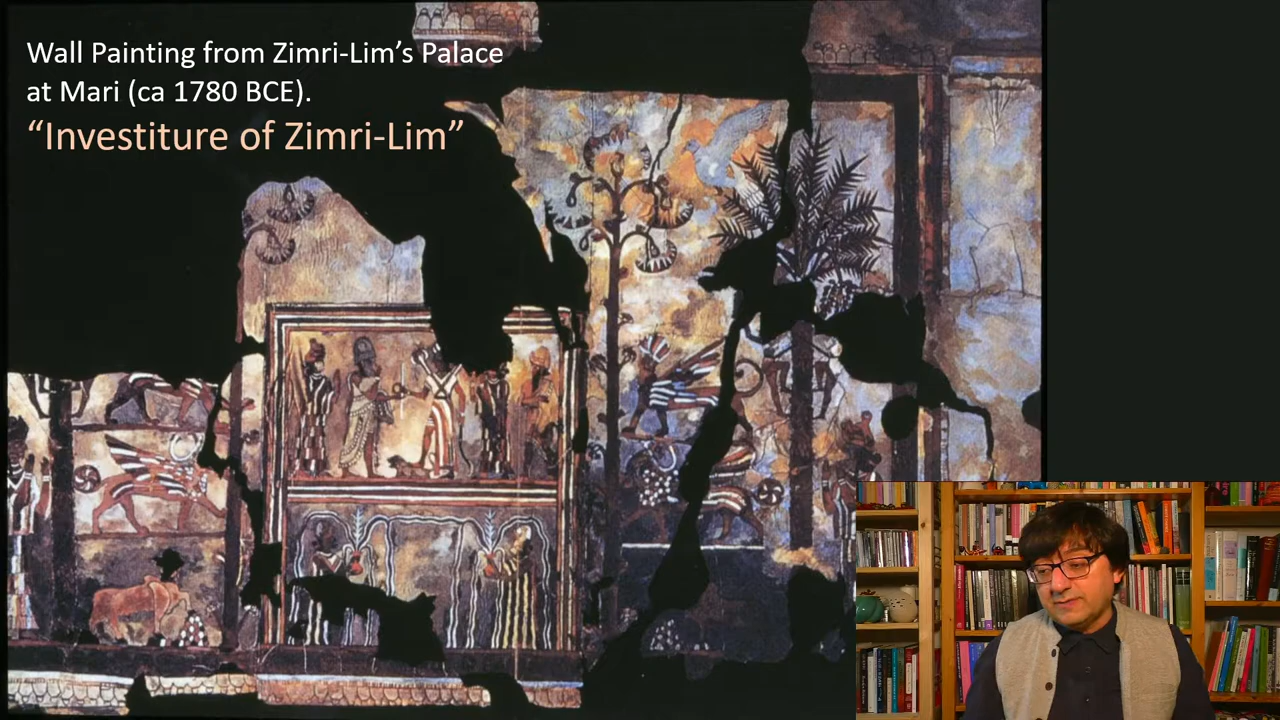 Wall Painting from Zimri-Lim’s Palace
at Mari (ca 1780 BCE).
“Investiture of Zimri-Lim”